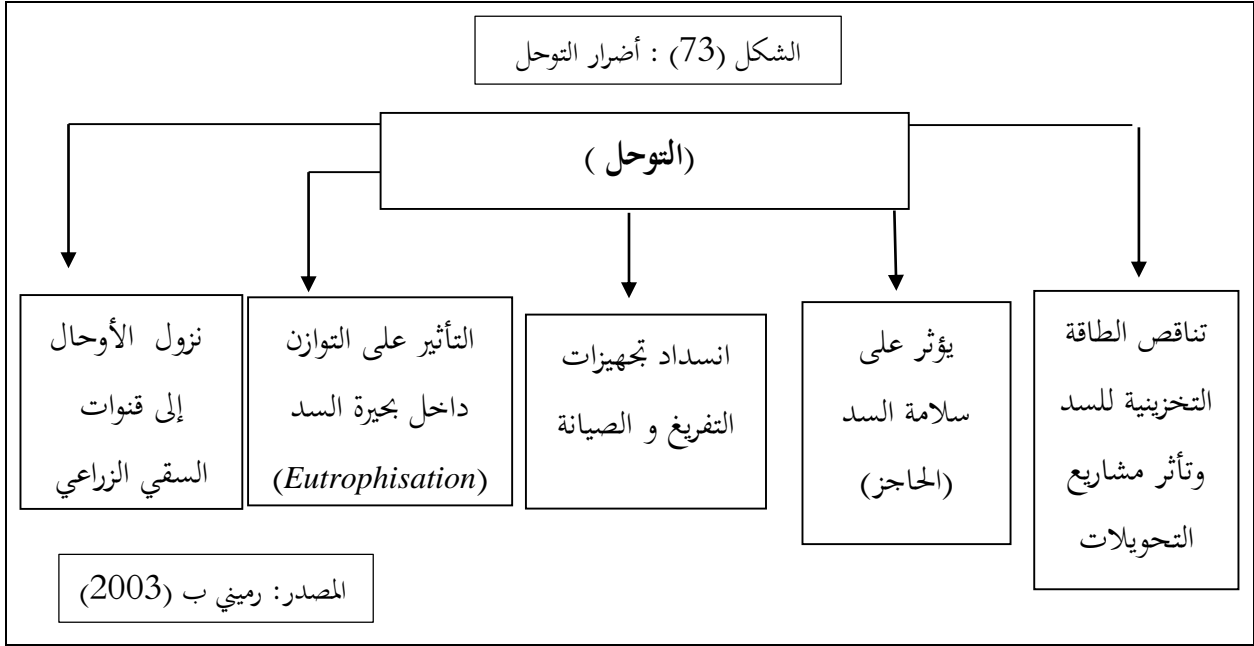 الشكل (73) : أضرار التوحل
(التوحل )
تناقص الطاقة
التخزينية للسد
وتأثر مشاريع
التحويلات
يؤثر على
سلامة السد
(الحاجز)
انسداد تجهيزات
التفريغ و الصيانة
التأثير على التوازن
داخل بحيرة السد
(Eutrophisation)
نزول الأوحال
إلى قنوات
السقي الزراعي
المصدر: رميني ب (2003)